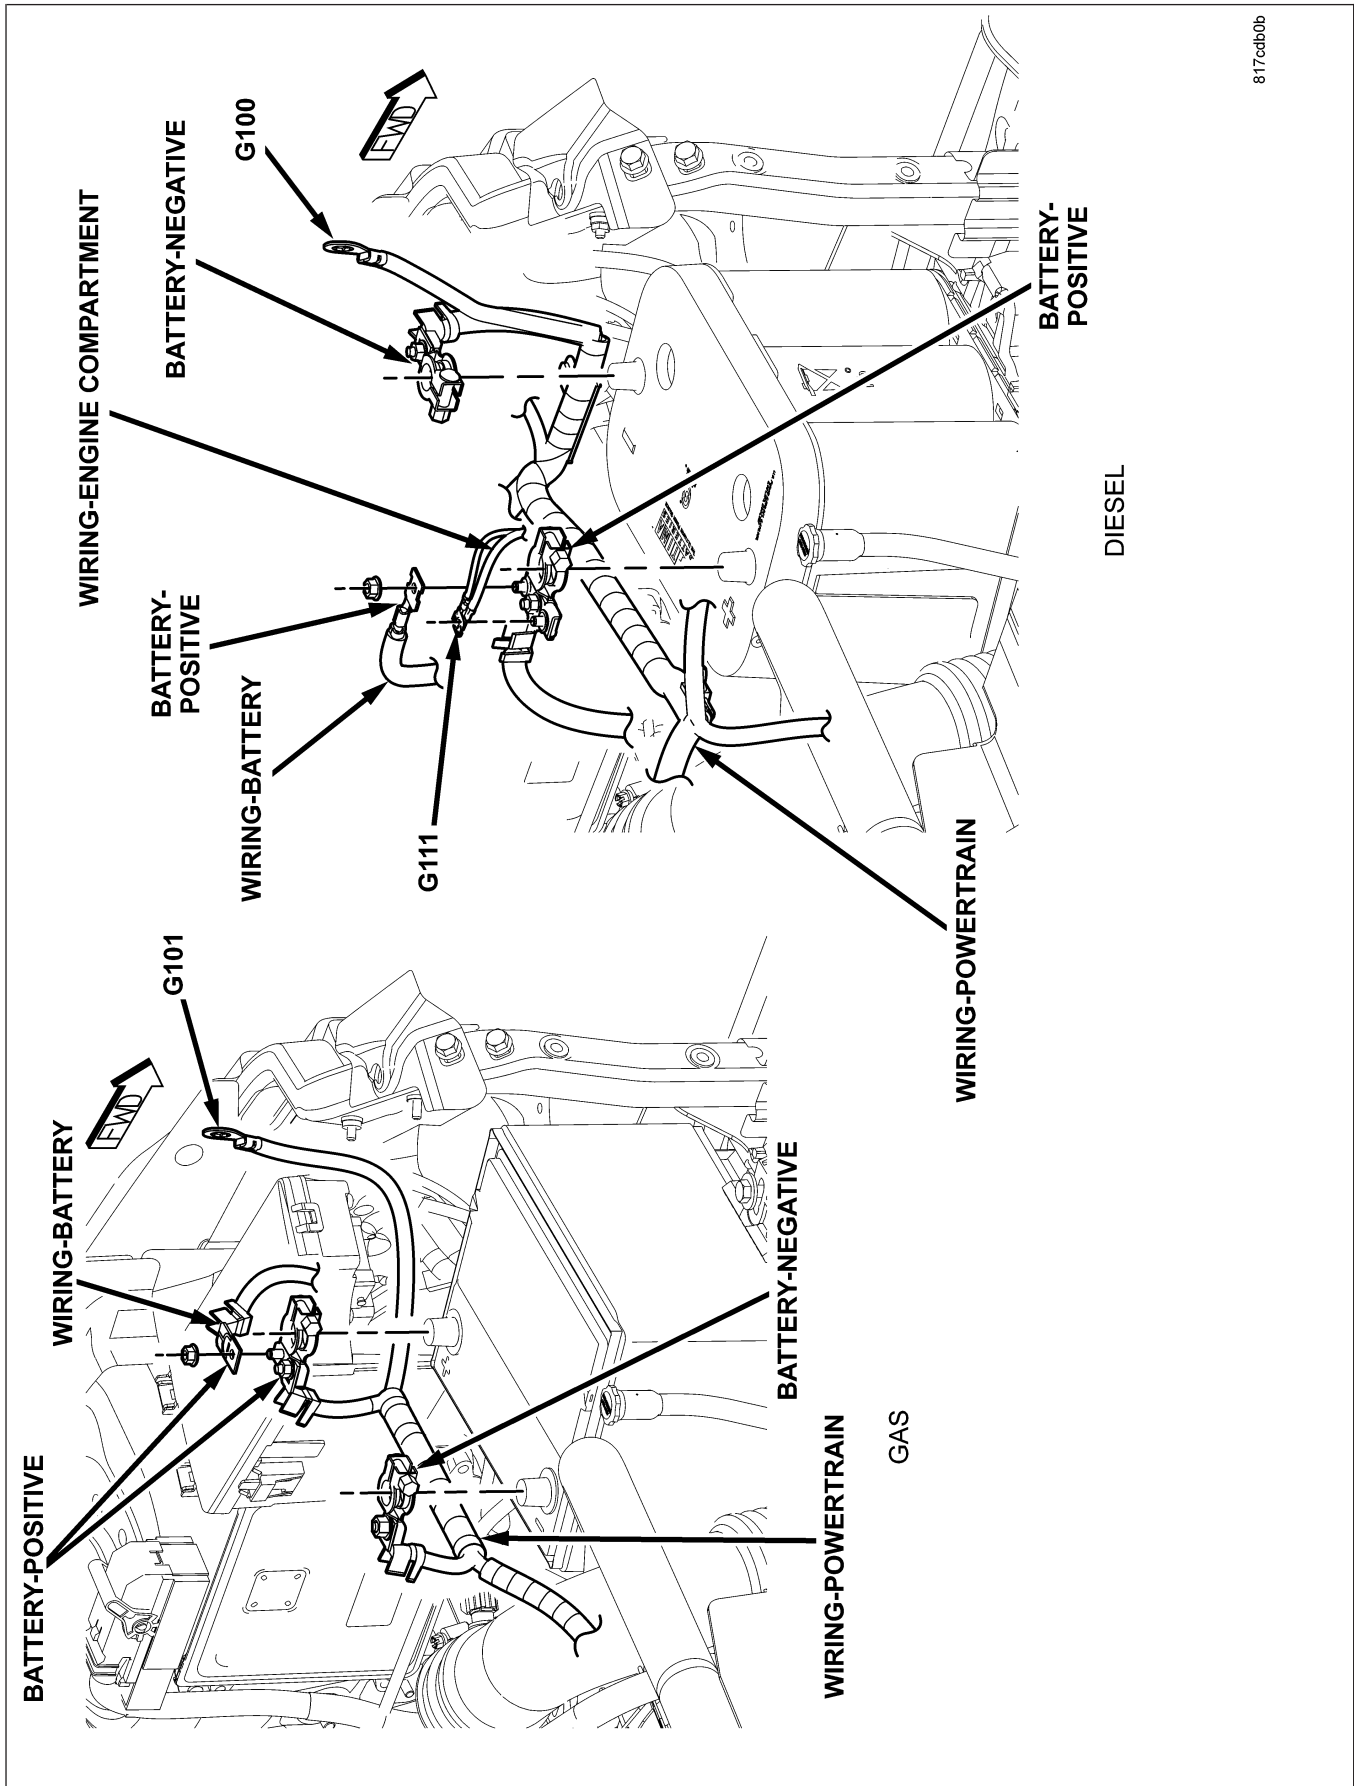 817cdb0b
G100
FWD
BATTERY-NEGATIVE
WIRING-ENGINE COMPARTMENT
BATTERY-
POSITIVE
BATTERY-
POSITIVE
WIRING-BATTERY
G111
WIRING-POWERTRAIN
DIESEL
G101
FWD
WIRING-BATTERY
BATTERY-POSITIVE
BATTERY-NEGATIVE
WIRING-POWERTRAIN
GAS